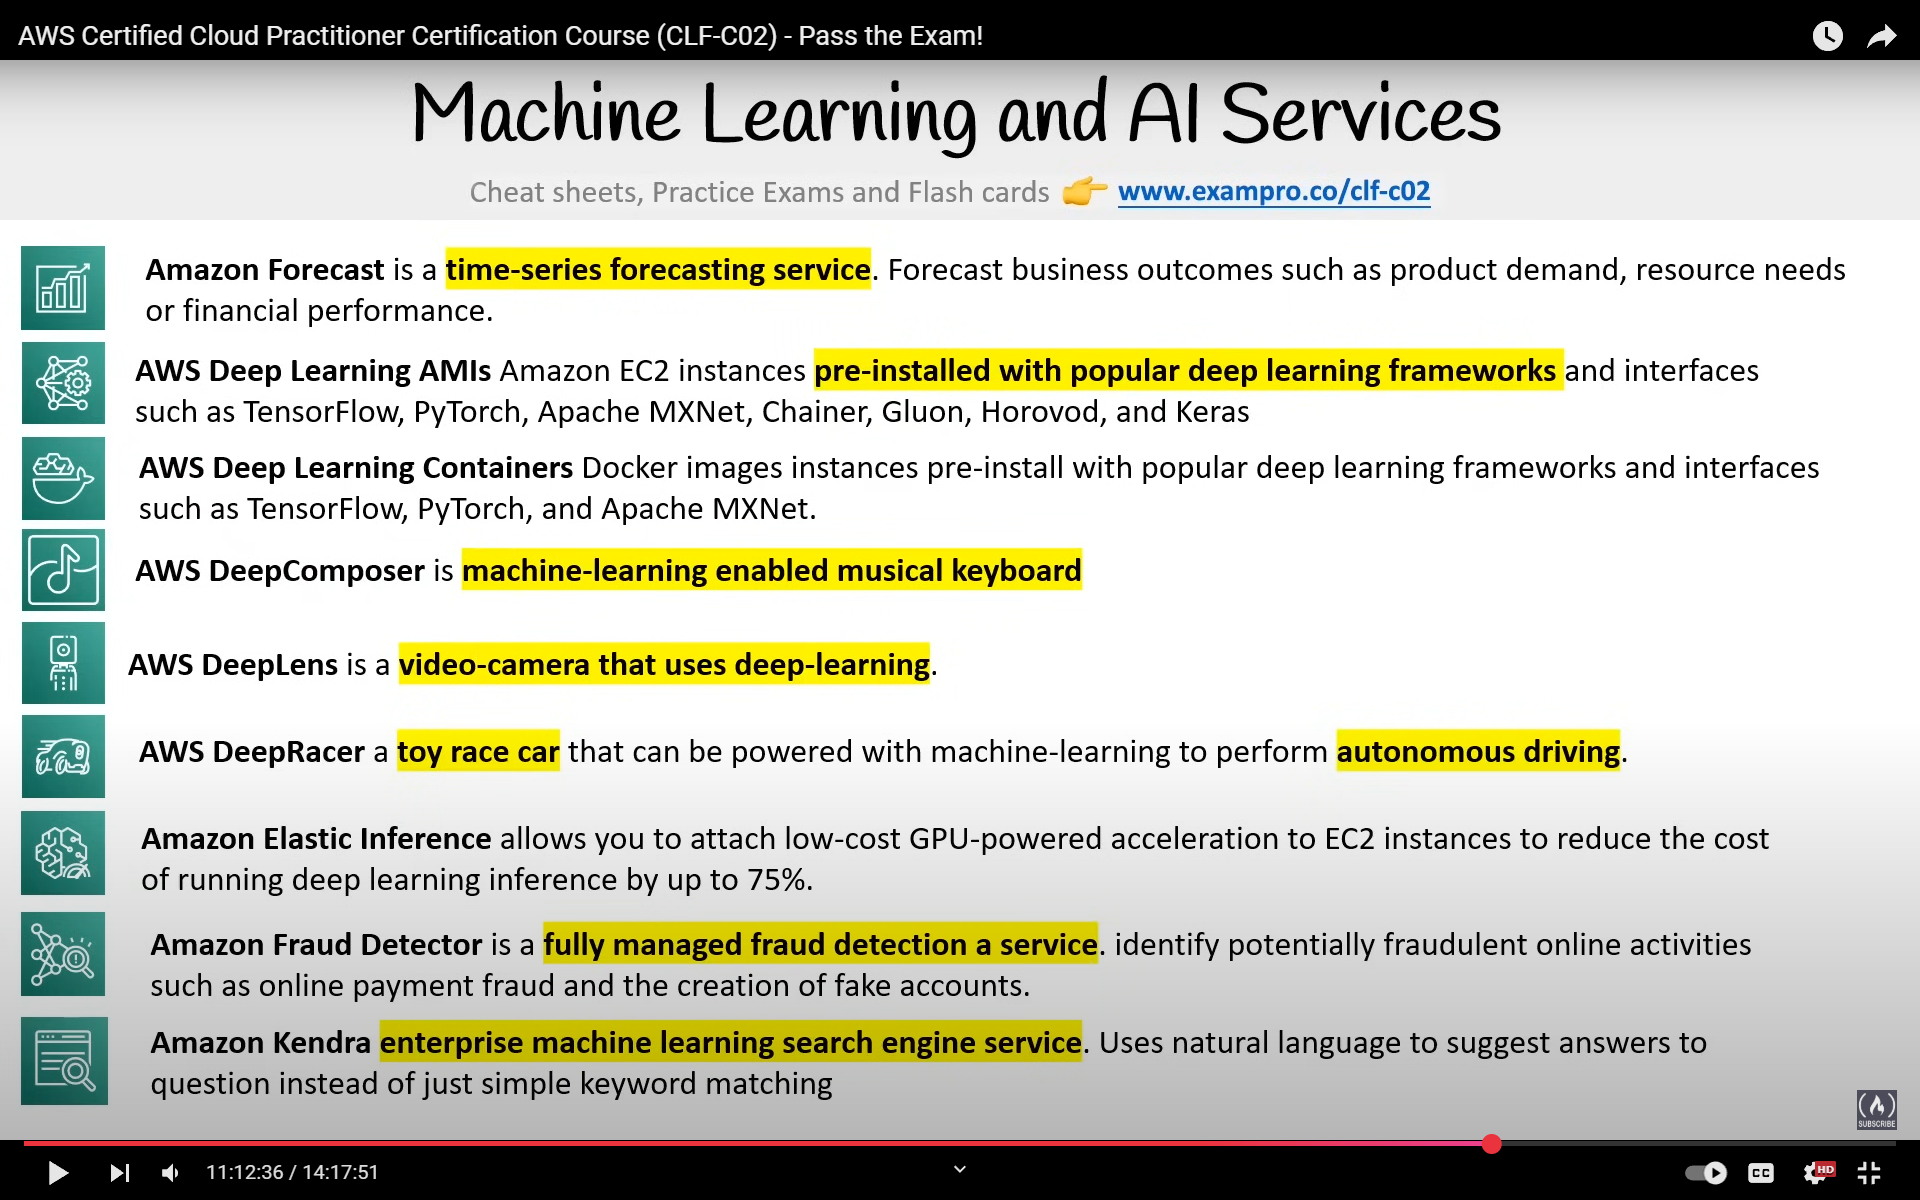 AWS Certified Cloud Practitioner Certification Course (CLF-C02) - Pass the Exam!
Machine Learning and AI Services
Cheat sheets, Practice Exams and Flash cards 👉 www.exampro.co/clf-c02
Amazon Forecast is a time-series forecasting service. Forecast business outcomes such as product demand, resource needs
or financial performance.
AWS Deep Learning AMIs Amazon EC2 instances pre-installed with popular deep learning frameworks and interfaces
such as TensorFlow, PyTorch, Apache MXNet, Chainer, Gluon, Horovod, and Keras
AWS Deep Learning Containers Docker images instances pre-install with popular deep learning frameworks and interfaces
such as TensorFlow, PyTorch, and Apache MXNet.
AWS DeepComposer is machine-learning enabled musical keyboard
AWS DeepLens is a video-camera that uses deep-learning.
AWS DeepRacer a toy race car that can be powered with machine-learning to perform autonomous driving.
Amazon Elastic Inference allows you to attach low-cost GPU-powered acceleration to EC2 instances to reduce the cost
of running deep learning inference by up to 75%.
Amazon Fraud Detector is a fully managed fraud detection a service. identify potentially fraudulent online activities
such as online payment fraud and the creation of fake accounts.
Amazon Kendra enterprise machine learning search engine service. Uses natural language to suggest answers to
question instead of just simple keyword matching
SUBSCRIBE
11:12:36 / 14:17:51
CC
HD